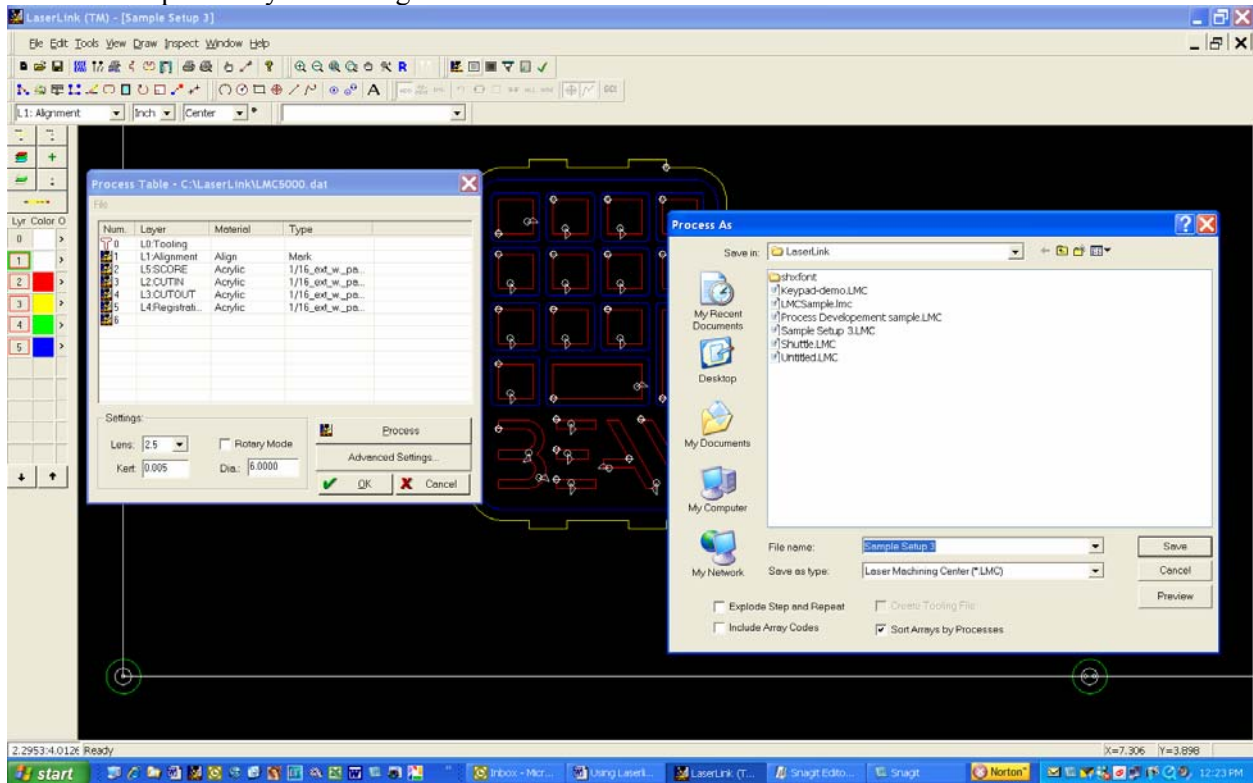 LaserLink (TM) - [Sample Setup 3]
File Edit Tools View Draw Inspect Window Help
R
A
GO!
L1: Alignment Inch Center
Process Table - C:\LaserLink\LMC5000.dat
File
Num. Layer Material Type
0 L0:Tooling
1 L1:Alignment Align Mark
2 L5:SCORE Acrylic 1/16_ext_w_pa...
3 L2:CUTIN Acrylic 1/16_ext_w_pa...
4 L3:CUTOUT Acrylic 1/16_ext_w_pa...
5 L4:Registrati... Acrylic 1/16_ext_w_pa...
6
Settings:
Lens: 2.5 Rotary Mode
Kerf: 0.005 Dia.: 6.0000
Process
Advanced Settings...
OK Cancel
Lyr Color O
0
1
2
3
4
5
Process As
Save in: LaserLink
My Recent Documents
Desktop
My Documents
My Computer
My Network
shxfont
Keypad-demo.LMC
LMCSample.lmc
Process Developement sample.LMC
Sample Setup 3.LMC
Shuttle.LMC
Untitled.LMC
File name: Sample Setup 3 Save
Save as type: Laser Machining Center (*.LMC) Cancel
Preview
Explode Step and Repeat Create Tooling File
Include Array Codes Sort Arrays by Processes
2.2953:4.0126 Ready X=7.306 Y=3.898
start Inbox - Micr... Using Laserli... LaserLink (T... Snagit Edito... Snagit Norton 12:23 PM